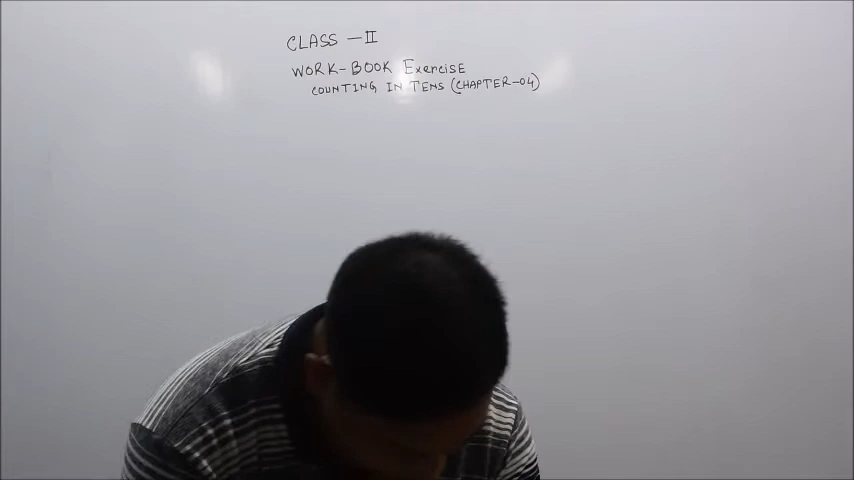 CLASS - II
WORK-BOOK Exercise
COUNTING IN TENS (CHAPTER-04)